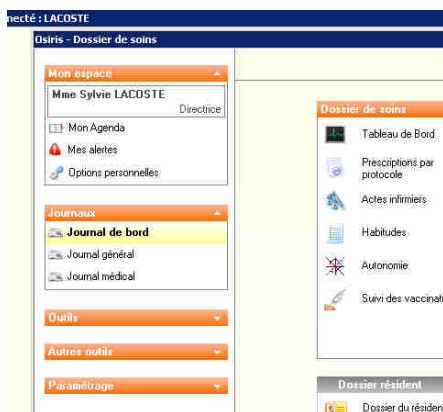 necté : LACOSTE
Osiris - Dossier de soins
Mon espace
Mme Sylvie LACOSTE
Directrice
Mon Agenda
Mes alertes
Options personnelles
Journaux
Journal de bord
Journal général
Journal médical
Outils
Autres outils
Paramétrage
Dossier de soins
Tableau de Bord
Prescriptions par
protocole
Actes infirmiers
Habitudes
Autonomie
Suivi des vaccinati
Dossier résident
Dossier du résident